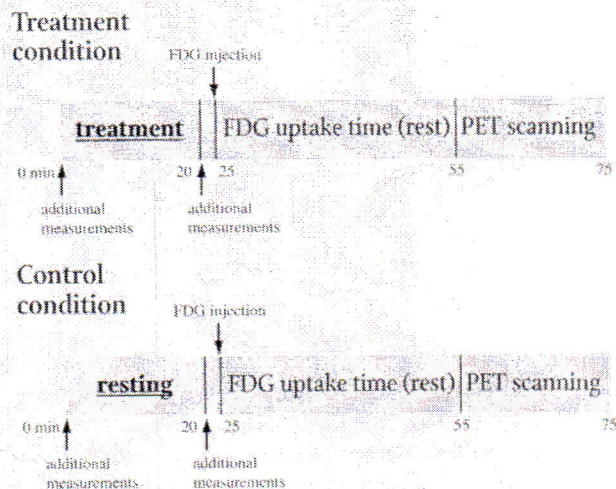 Treatment
condition
FDG injection
treatment
FDG uptake time (rest)
PET scanning
0 min
20
25
55
75
additional
measurements
additional
measurements
Control
condition
FDG injection
resting
FDG uptake time (rest)
PET scanning
0 min
20
25
55
75
additional
measurements
additional
measurements